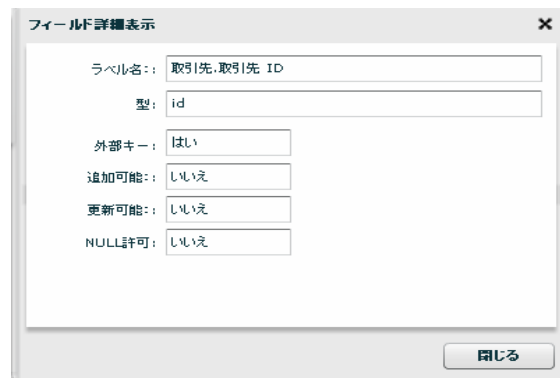 フィールド詳細表示
ラベル名:: 取引先.取引先 ID
型: id
外部キー: はい
追加可能:: いいえ
更新可能:: いいえ
NULL許可: いいえ
閉じる